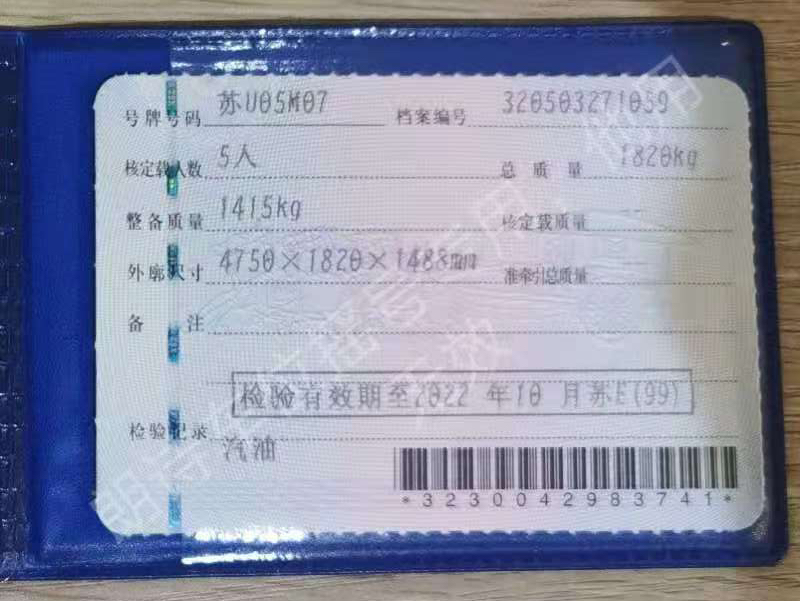 号牌号码 苏U05M07 档案编号 320503271059
核定载人数 5人 总质量 1820kg
整备质量 1415kg 核定载质量 --
外廓尺寸 4750×1820×1488mm 准牵引总质量 --
备注
检验有效期至2022 年10 月苏E(99)
检验记录
汽油
*3230042983741*